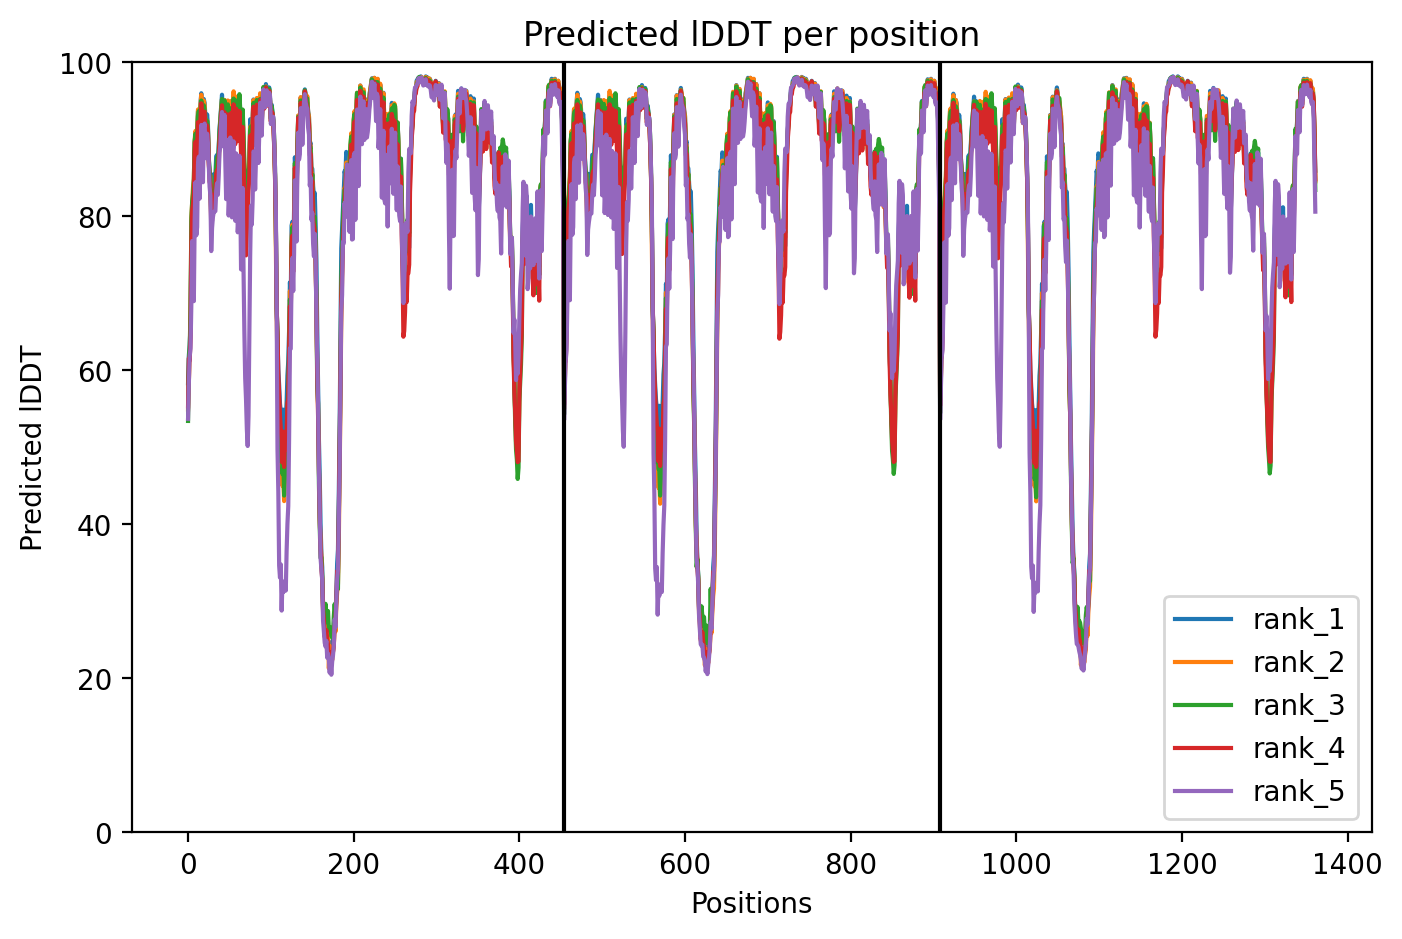 Predicted lDDT per position
100
80
60
40
20
0
Predicted lDDT
0 200 400 600 800 1000 1200 1400
Positions
rank_1
rank_2
rank_3
rank_4
rank_5